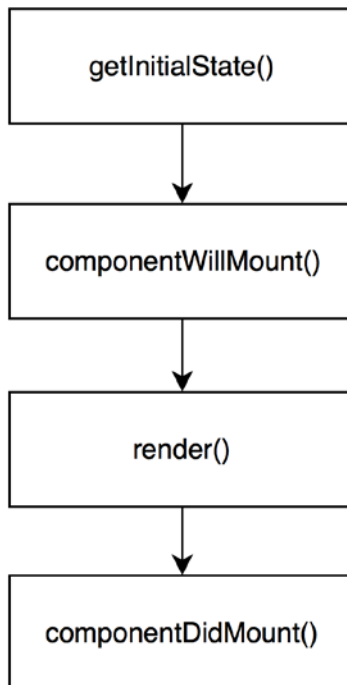 getInitialState()
componentWillMount()
render()
componentDidMount()